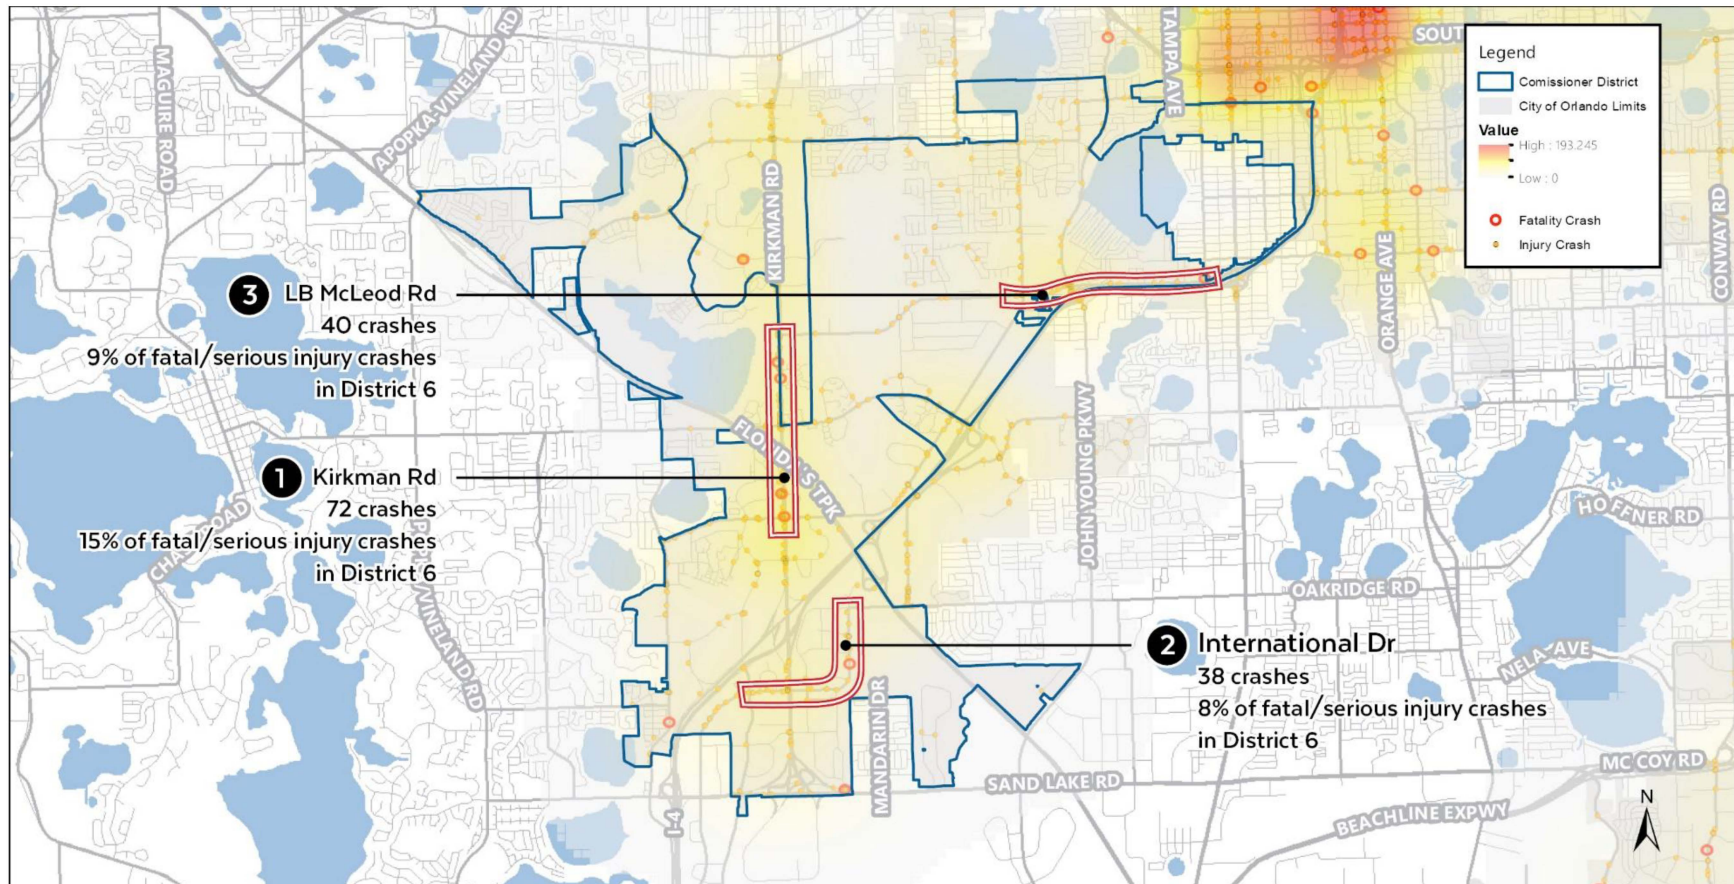 MAGUIRE ROAD
APOPKA-VINELAND RD
TAMPA AVE
SOUT
Legend
Comissioner District
City of Orlando Limits
Value
High : 193.245
Low : 0
Fatality Crash
Injury Crash
KIRKMAN RD
ORANGE AVE
CONWAY RD
3 LB McLeod Rd
40 crashes
9% of fatal/serious injury crashes
in District 6
FLORIDA'S TPK
JOHN YOUNG PKWY
1 Kirkman Rd
72 crashes
15% of fatal/serious injury crashes
in District 6
HOFFNER RD
OAKRIDGE RD
VINELAND RD
2 International Dr
38 crashes
8% of fatal/serious injury crashes
in District 6
MANDARIN DR
SAND LAKE RD
MC COY RD
I-4
BEACHLINE EXPWY
N